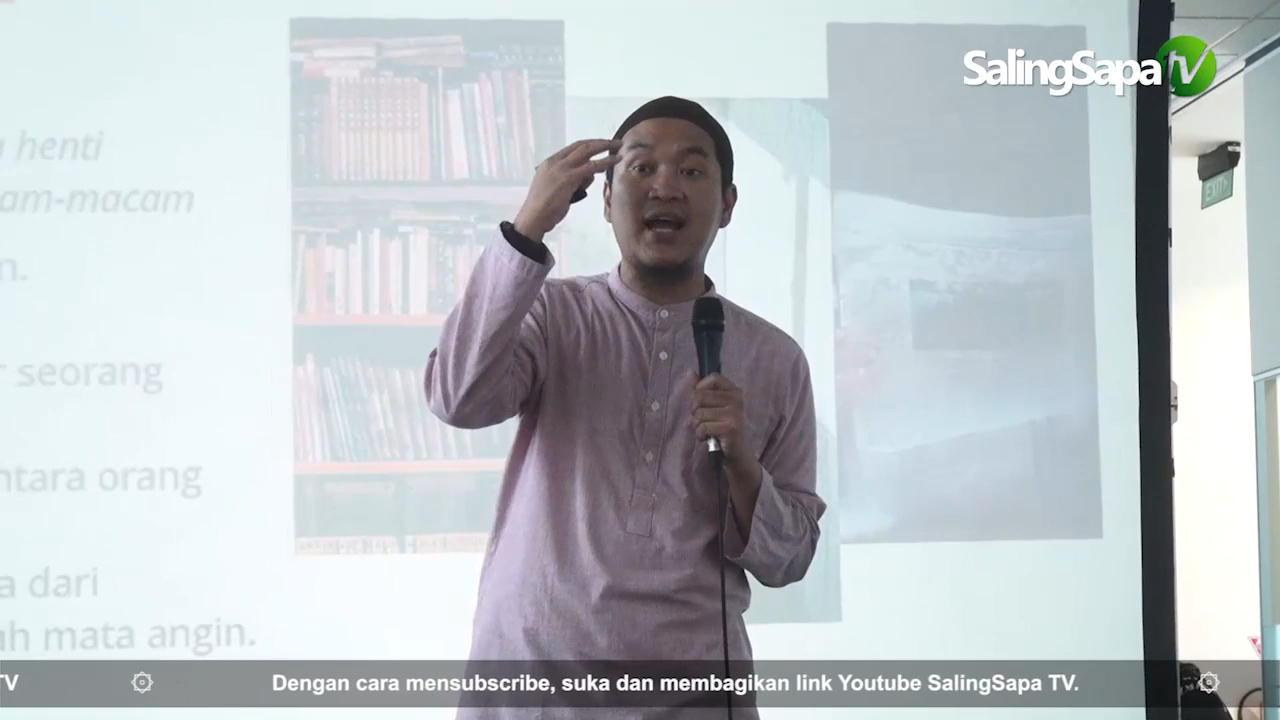 SalingSapa TV
henti
am-macam
n.
EXIT
r seorang
ntara orang
a dari
ah mata angin.
TV
Dengan cara mensubscribe, suka dan membagikan link Youtube SalingSapa TV.